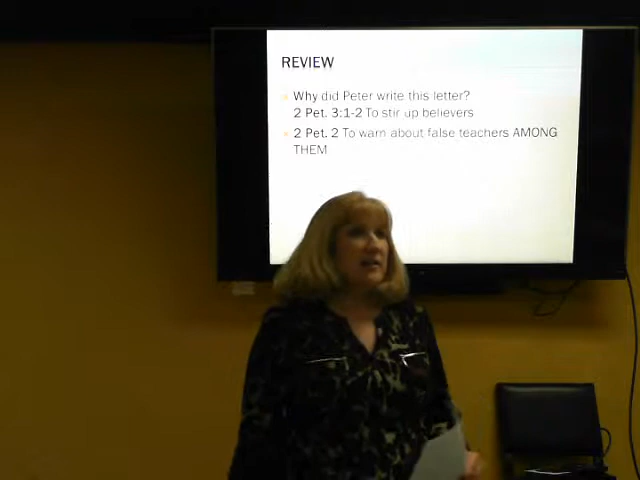 REVIEW
Why did Peter write this letter?
2 Pet. 3:1-2 To stir up believers
2 Pet. 2 To warn about false teachers AMONG
THEM